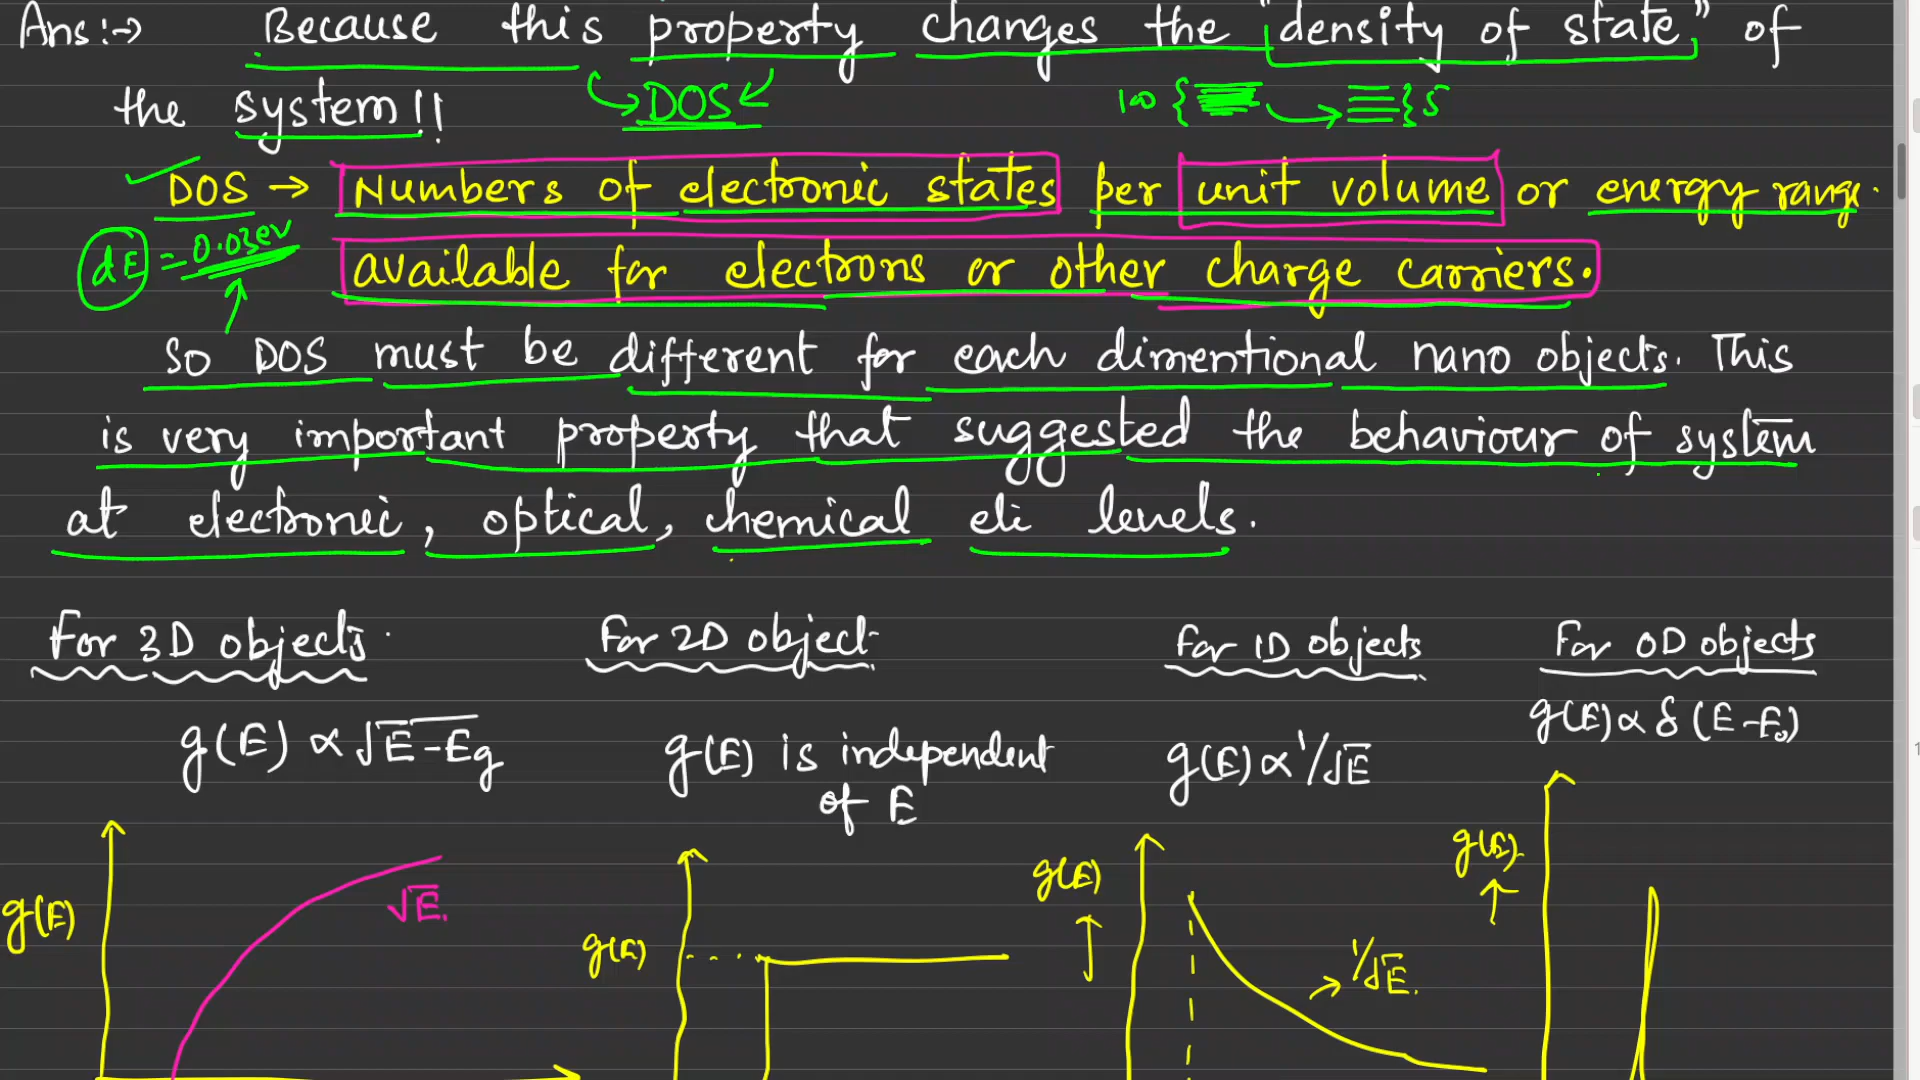 Ans:→ Because this property changes the "density of state" of
the system!! DOS 100 { } 5
DOS → Numbers of electronic states per unit volume or energy range.
dE = 0.03eV available for electrons or other charge carriers.
So DOS must be different for each dimentional nano objects. This
is very important property that suggested the behaviour of system
at electronic, optical, chemical etc levels.
For 3D objects. For 2D object. For 1D objects For 0D objects
g(E) ∝ √E-Eg g(E) is independent of E g(E) ∝ 1/√E g(E) ∝ δ(E-E₀)
g(E) √E. g(E) g(E) 1/√E. g(E)